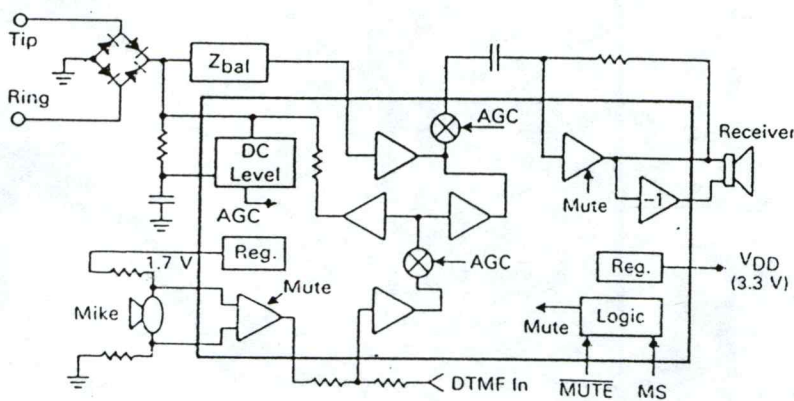 Tip
Ring
Zbal
AGC
DC
Level
AGC
Receiver
Mute
-1
1.7 V
Reg.
AGC
Reg.
VDD
(3.3 V)
Mike
Mute
Mute
Logic
DTMF In
MUTE
MS